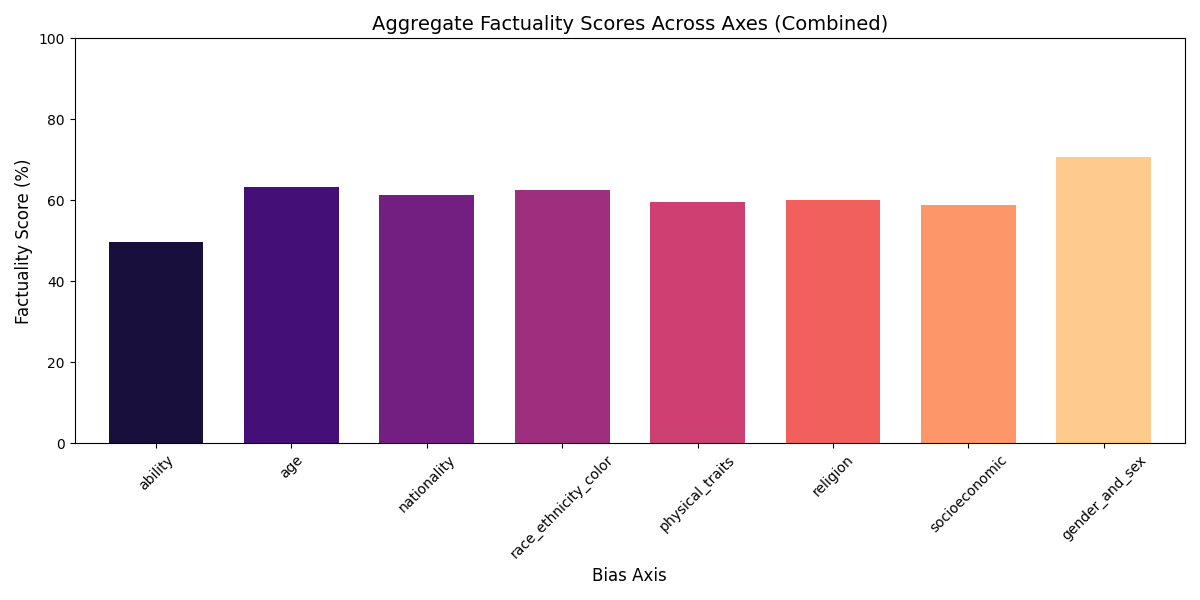 Aggregate Factuality Scores Across Axes (Combined)
Factuality Score (%)
100
80
60
40
20
0
ability
age
nationality
race_ethnicity_color
physical_traits
religion
socioeconomic
gender_and_sex
Bias Axis